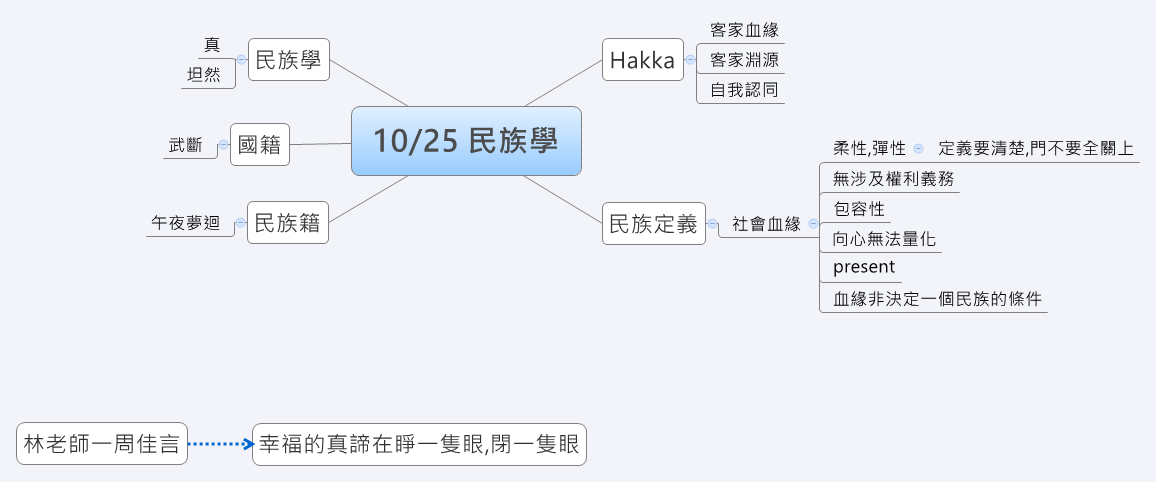 10/25 民族學
Hakka
客家血緣
客家淵源
自我認同
民族定義
社會血緣
柔性,彈性
定義要清楚,門不要全關上
無涉及權利義務
包容性
向心無法量化
present
血緣非決定一個民族的條件
民族學
真
坦然
國籍
武斷
民族籍
午夜夢迴
林老師一周佳言
幸福的真諦在睜一隻眼,閉一隻眼